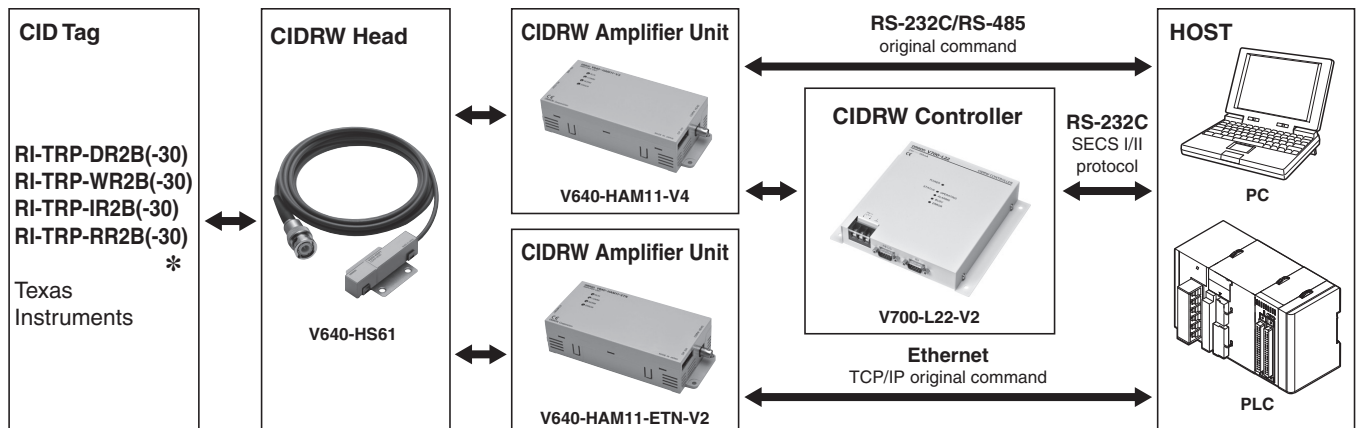 CID Tag
RI-TRP-DR2B(-30)
RI-TRP-WR2B(-30)
RI-TRP-IR2B(-30)
RI-TRP-RR2B(-30)
*
Texas
Instruments
CIDRW Head
V640-HS61
CIDRW Amplifier Unit
V640-HAM11-V4
CIDRW Amplifier Unit
V640-HAM11-ETN-V2
RS-232C/RS-485
original command
CIDRW Controller
V700-L22-V2
RS-232C
SECS I/II
protocol
Ethernet
TCP/IP original command
HOST
PC
PLC